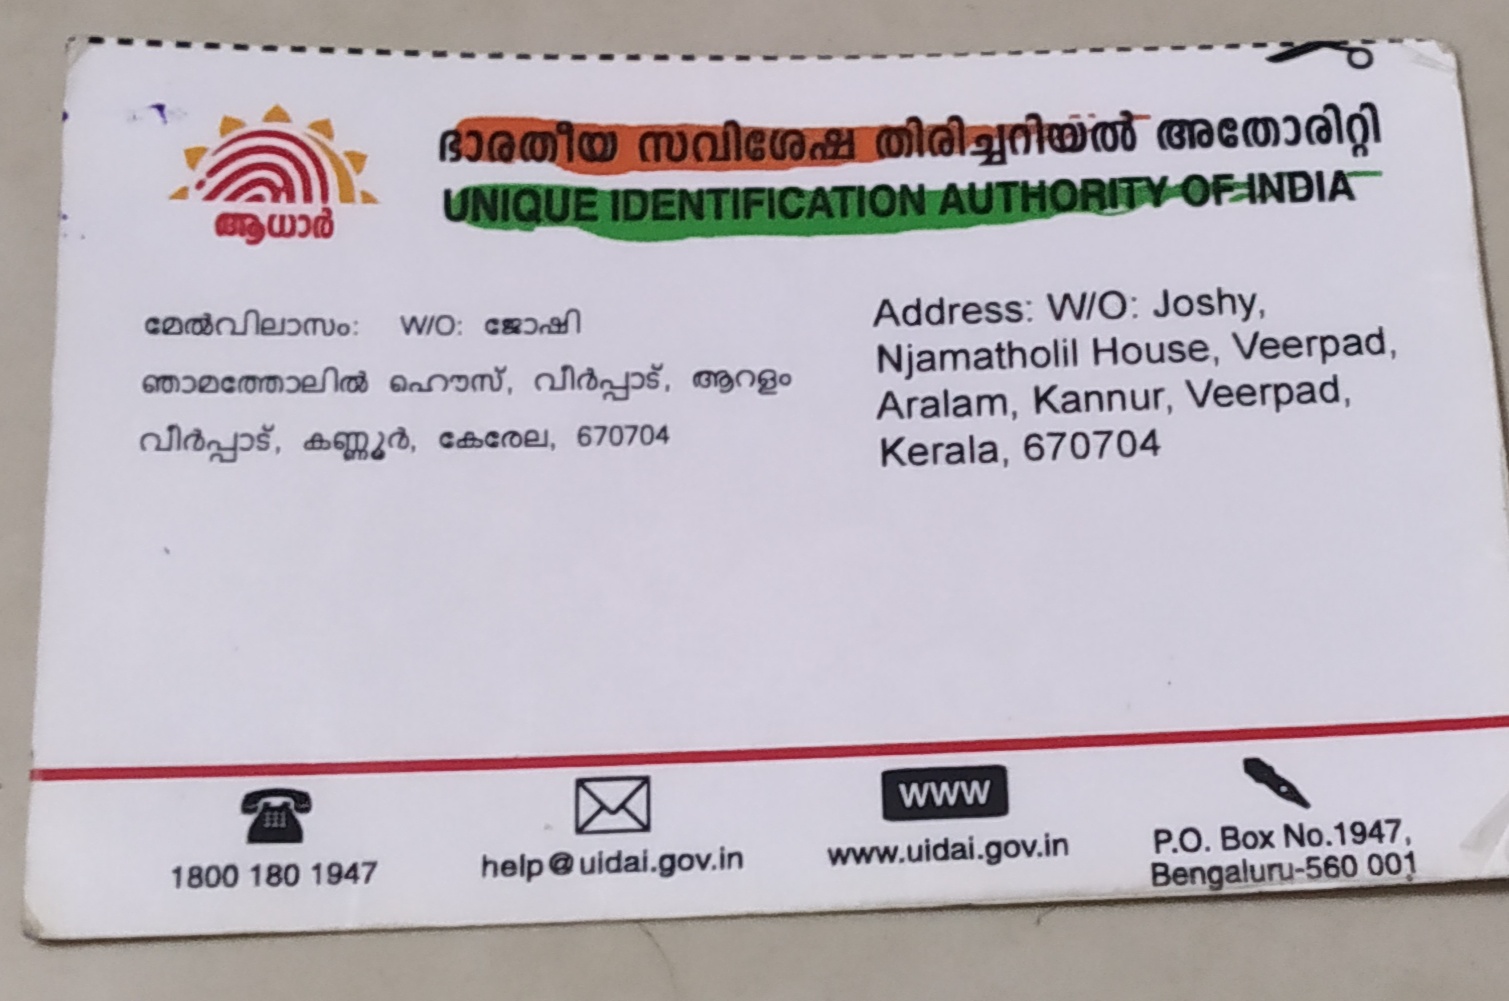 ഭാരതീയ സവിശേഷ തിരിച്ചറിയൽ അതോരിറ്റി
UNIQUE IDENTIFICATION AUTHORITY OF INDIA
ആധാർ
മേൽവിലാസം: W/O: ജോഷി
ഞാമത്തോലിൽ ഹൌസ്, വീർപ്പാട്, ആറളം
വീർപ്പാട്, കണ്ണൂർ, കേരേല, 670704
Address: W/O: Joshy,
Njamatholil House, Veerpad,
Aralam, Kannur, Veerpad,
Kerala, 670704
1800 180 1947
help@uidai.gov.in
WWW
www.uidai.gov.in
P.O. Box No.1947,
Bengaluru-560 001